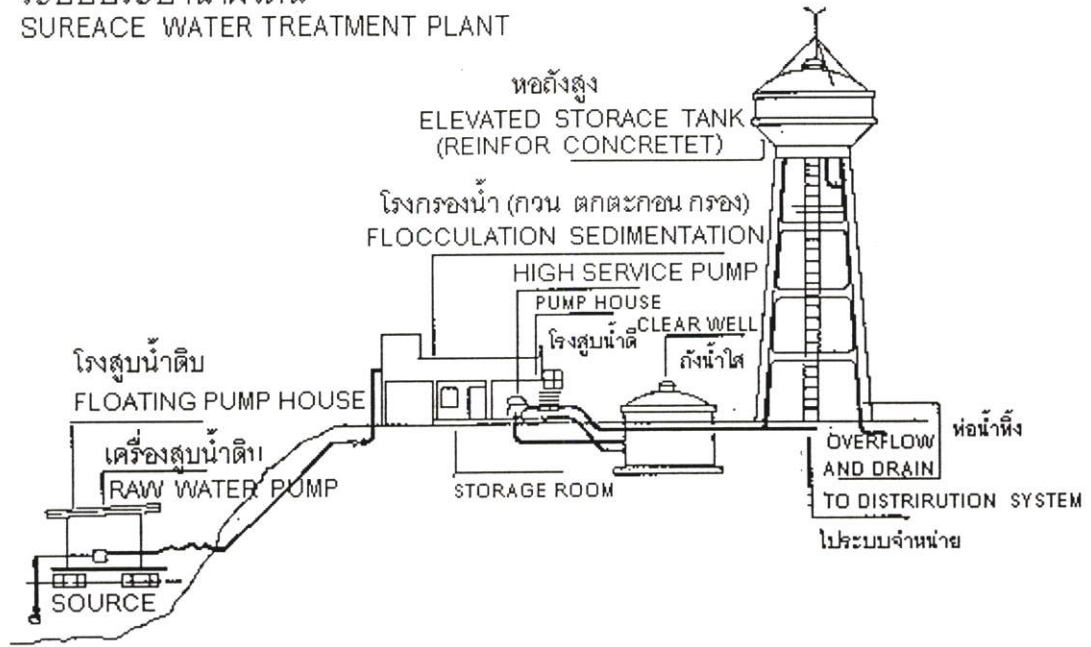 SUREACE WATER TREATMENT PLANT
หอถังสูง
ELEVATED STORACE TANK
(REINFOR CONCRETET)
โรงกรองน้ำ (กวน ตกตะกอน กรอง)
FLOCCULATION SEDIMENTATION
HIGH SERVICE PUMP
PUMP HOUSE
โรงสูบน้ำดี
CLEAR WELL
ถังน้ำใส
โรงสูบน้ำดิบ
FLOATING PUMP HOUSE
เครื่องสูบน้ำดิบ
RAW WATER PUMP
SOURCE
STORAGE ROOM
OVERFLOW
AND DRAIN
ท่อน้ำทิ้ง
TO DISTRIRUTION SYSTEM
ไประบบจำหน่าย